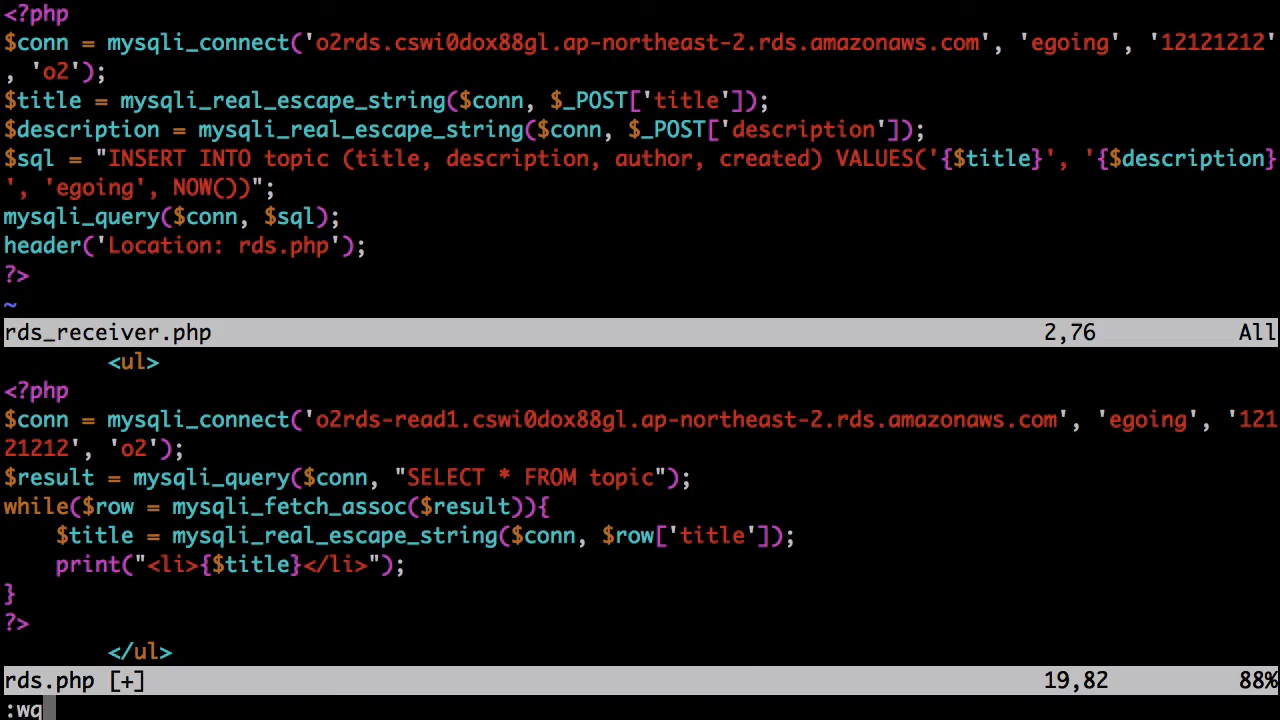 <?php
$conn = mysqli_connect('o2rds.cswi0dox88gl.ap-northeast-2.rds.amazonaws.com', 'egoing', '12121212'
, 'o2');
$title = mysqli_real_escape_string($conn, $_POST['title']);
$description = mysqli_real_escape_string($conn, $_POST['description']);
$sql = "INSERT INTO topic (title, description, author, created) VALUES('{$title}', '{$description}
', 'egoing', NOW())";
mysqli_query($conn, $sql);
header('Location: rds.php');
?>
~
rds_receiver.php 2,76 All
<ul>
<?php
$conn = mysqli_connect('o2rds-read1.cswi0dox88gl.ap-northeast-2.rds.amazonaws.com', 'egoing', '121
21212', 'o2');
$result = mysqli_query($conn, "SELECT * FROM topic");
while($row = mysqli_fetch_assoc($result)){
    $title = mysqli_real_escape_string($conn, $row['title']);
    print("<li>{$title}</li>");
}
?>
</ul>
rds.php [+] 19,82 88%
:wq